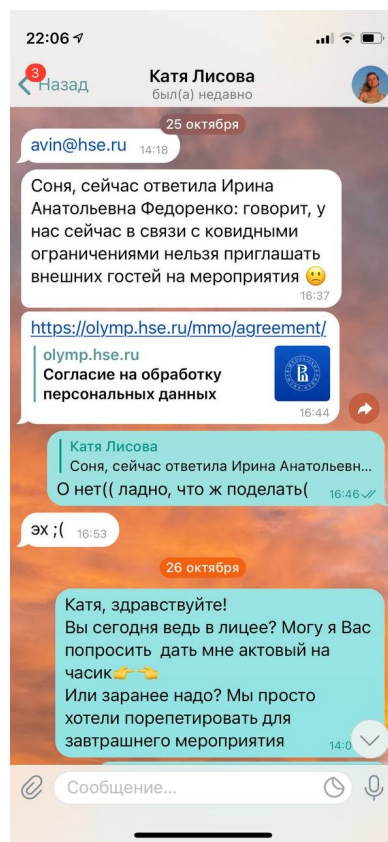 22:06
3
Назад
Катя Лисова
был(а) недавно
25 октября
avin@hse.ru 14:18
Соня, сейчас ответила Ирина
Анатольевна Федоренко: говорит, у
нас сейчас в связи с ковидными
ограничениями нельзя приглашать
внешних гостей на мероприятия 🙁
16:37
https://olymp.hse.ru/mmo/agreement/
olymp.hse.ru
Согласие на обработку
персональных данных
16:44
Катя Лисова
Соня, сейчас ответила Ирина Анатольевн...
О нет(( ладно, что ж поделать( 16:46
эх ;( 16:53
26 октября
Катя, здравствуйте!
Вы сегодня ведь в лицее? Могу я Вас
попросить дать мне актовый на
часик👉👈
Или заранее надо? Мы просто
хотели порепетировать для
завтрашнего мероприятия
Сообщение...